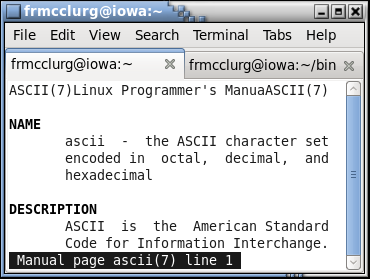 frmcclurg@iowa:~
File Edit View Search Terminal Tabs Help
frmcclurg@iowa:~ frmcclurg@iowa:~/bin
ASCII(7)Linux Programmer's ManuaASCII(7)
NAME
ascii - the ASCII character set
encoded in octal, decimal, and
hexadecimal
DESCRIPTION
ASCII is the American Standard
Code for Information Interchange.
Manual page ascii(7) line 1